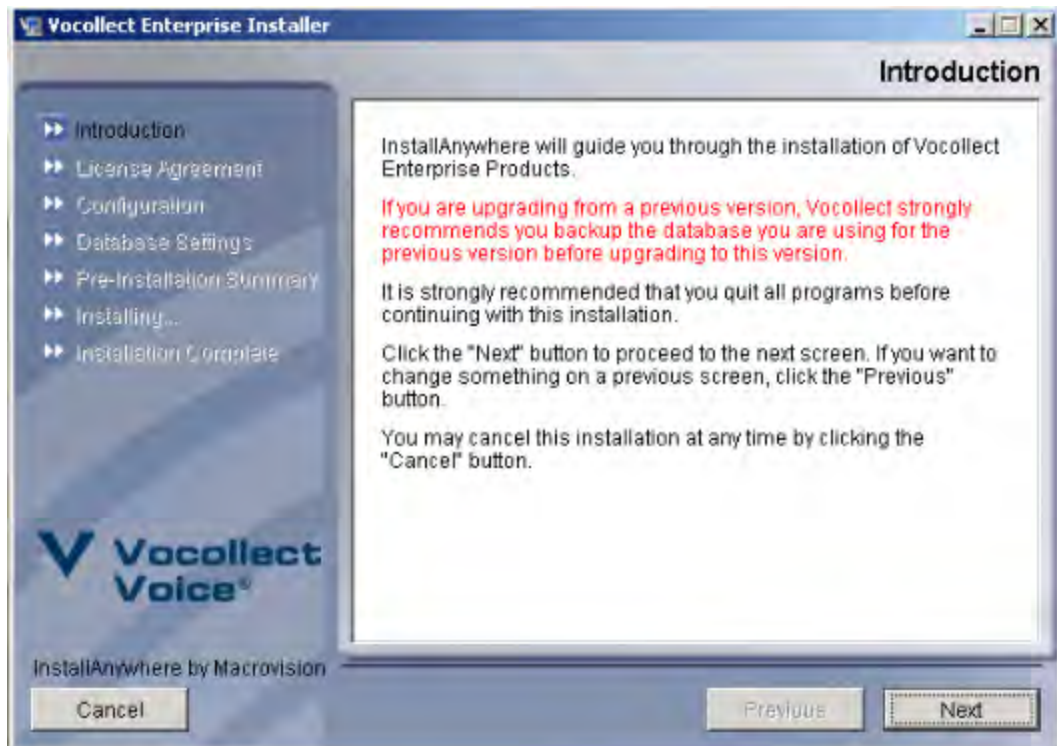 Vocollect Enterprise Installer
Introduction
Introduction
License Agreement
Configuration
Database Settings
Pre-Installation Summary
Installing...
Installation Complete
InstallAnywhere will guide you through the installation of Vocollect
Enterprise Products.
If you are upgrading from a previous version, Vocollect strongly
recommends you backup the database you are using for the
previous version before upgrading to this version.
It is strongly recommended that you quit all programs before
continuing with this installation.
Click the "Next" button to proceed to the next screen. If you want to
change something on a previous screen, click the "Previous"
button.
You may cancel this installation at any time by clicking the
"Cancel" button.
Vocollect
Voice®
InstallAnywhere by Macrovision
Cancel
Previous
Next